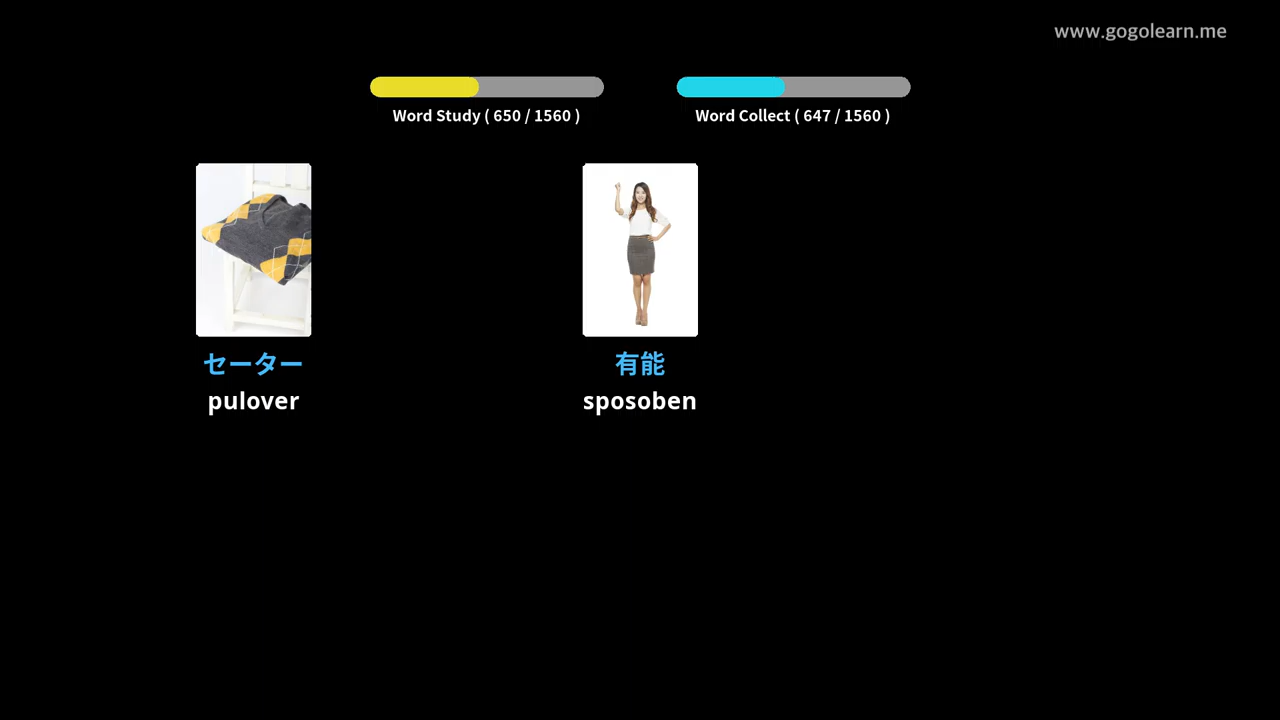 www.gogolearn.me
Word Study ( 650 / 1560 )
Word Collect ( 647 / 1560 )
セーター
pulover
有能
sposoben